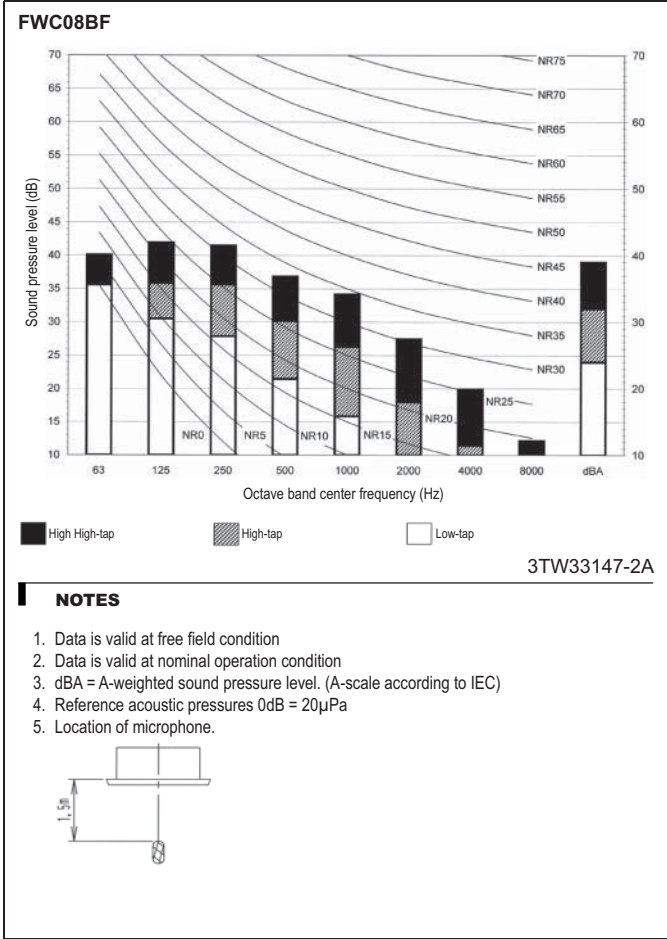 FWC08BF
70
65
60
55
50
45
40
35
30
25
20
15
10
70
60
50
40
30
20
10
Sound pressure level (dB)
NR75
NR70
NR65
NR60
NR55
NR50
NR45
NR40
NR35
NR30
NR25
NR20
NR0 NR5 NR10 NR15
63 125 250 500 1000 2000 4000 8000 dBA
Octave band center frequency (Hz)
High High-tap High-tap Low-tap
3TW33147-2A
NOTES
1. Data is valid at free field condition
2. Data is valid at nominal operation condition
3. dBA = A-weighted sound pressure level. (A-scale according to IEC)
4. Reference acoustic pressures 0dB = 20µPa
5. Location of microphone.
1,5m